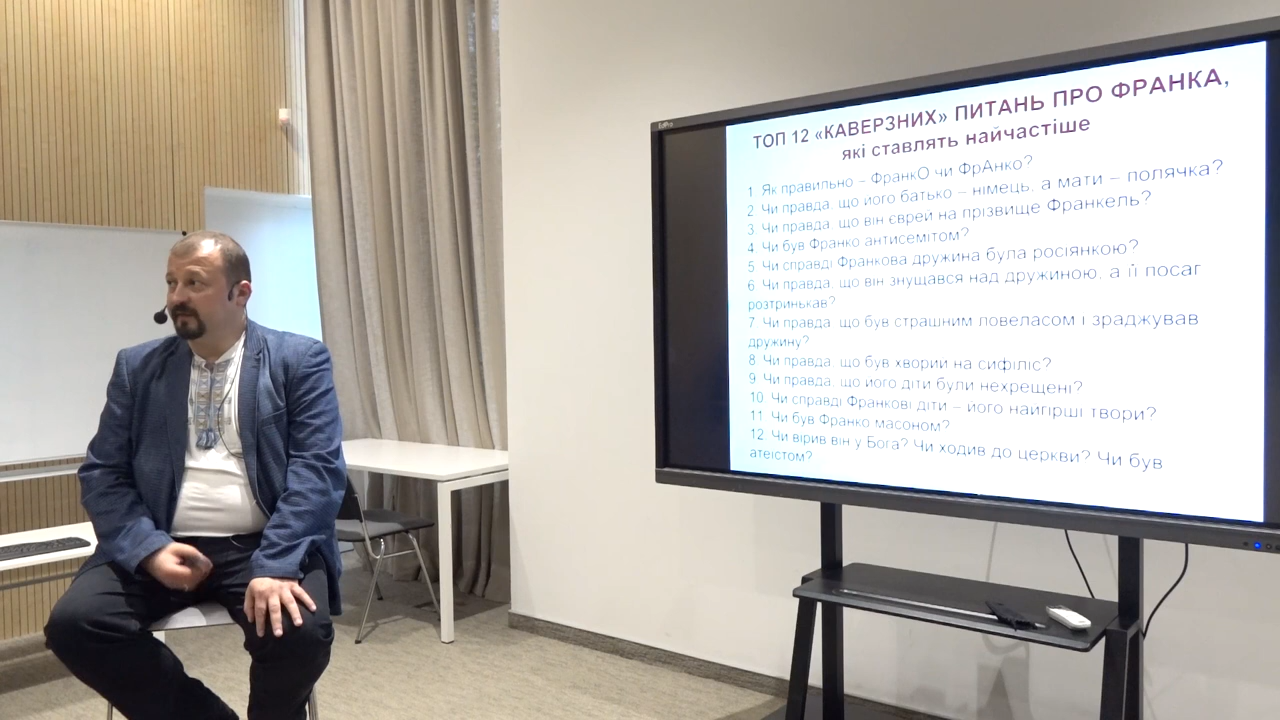 ТОП 12 «КАВЕРЗНИХ» ПИТАНЬ ПРО ФРАНКА,
які ставлять найчастіше
1. Як правильно – ФранкО чи ФрАнко?
2. Чи правда, що його батько – німець, а мати – полячка?
3. Чи правда, що він єврей на прізвище Франкель?
4. Чи був Франко антисемітом?
5. Чи справді Франкова дружина була росіянкою?
6. Чи правда, що він знущався над дружиною, а її посаг
розтринькав?
7. Чи правда, що був страшним ловеласом і зраджував
дружину?
8. Чи правда, що був хворий на сифіліс?
9. Чи правда, що його діти були нехрещені?
10. Чи справді Франкові діти – його найгірші твори?
11. Чи був Франко масоном?
12. Чи вірив він у Бога? Чи ходив до церкви? Чи був
атеїстом?
EdPro